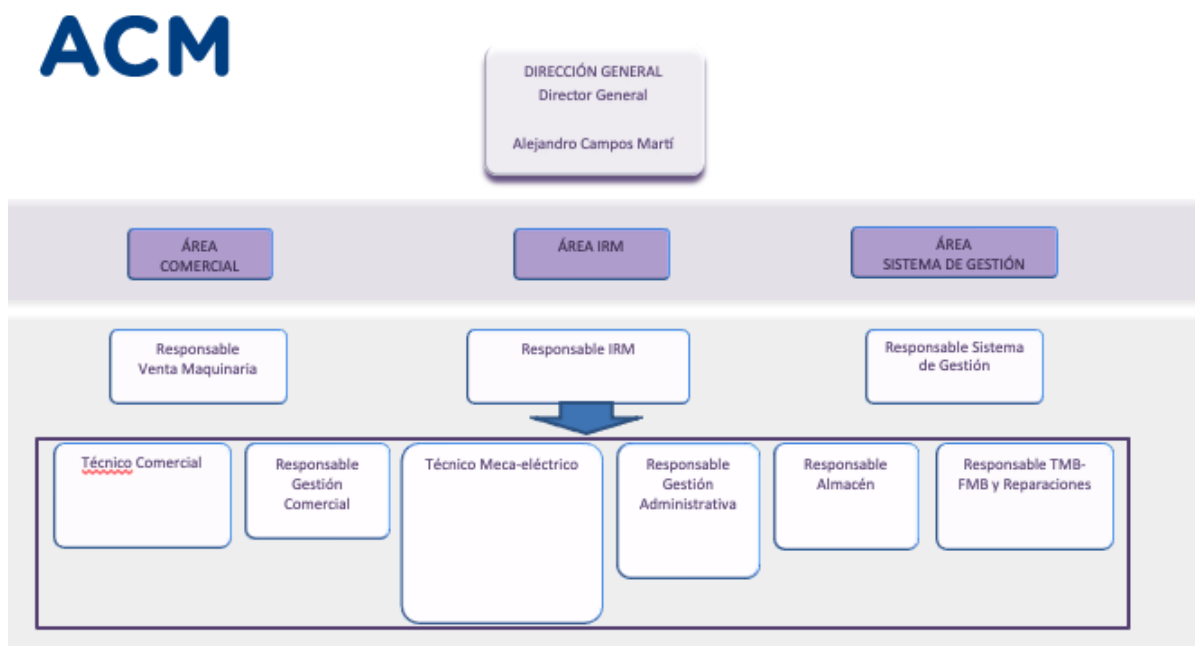 ACM
DIRECCIÓN GENERAL
Director General
Alejandro Campos Martí
ÁREA
COMERCIAL
ÁREA IRM
ÁREA
SISTEMA DE GESTIÓN
Responsable
Venta Maquinaria
Responsable IRM
Responsable Sistema
de Gestión
Técnico Comercial
Responsable
Gestión
Comercial
Técnico Meca-eléctrico
Responsable
Gestión
Administrativa
Responsable
Almacén
Responsable TMB-
FMB y Reparaciones